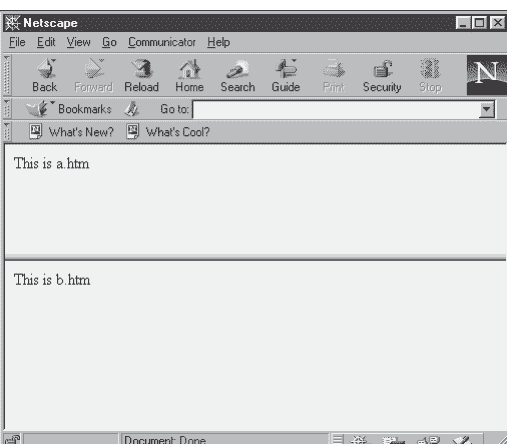 Netscape
File Edit View Go Communicator Help
Back Forward Reload Home Search Guide Print Security Stop N
Bookmarks Go to:
What's New? What's Cool?
This is a.htm
This is b.htm
Document: Done